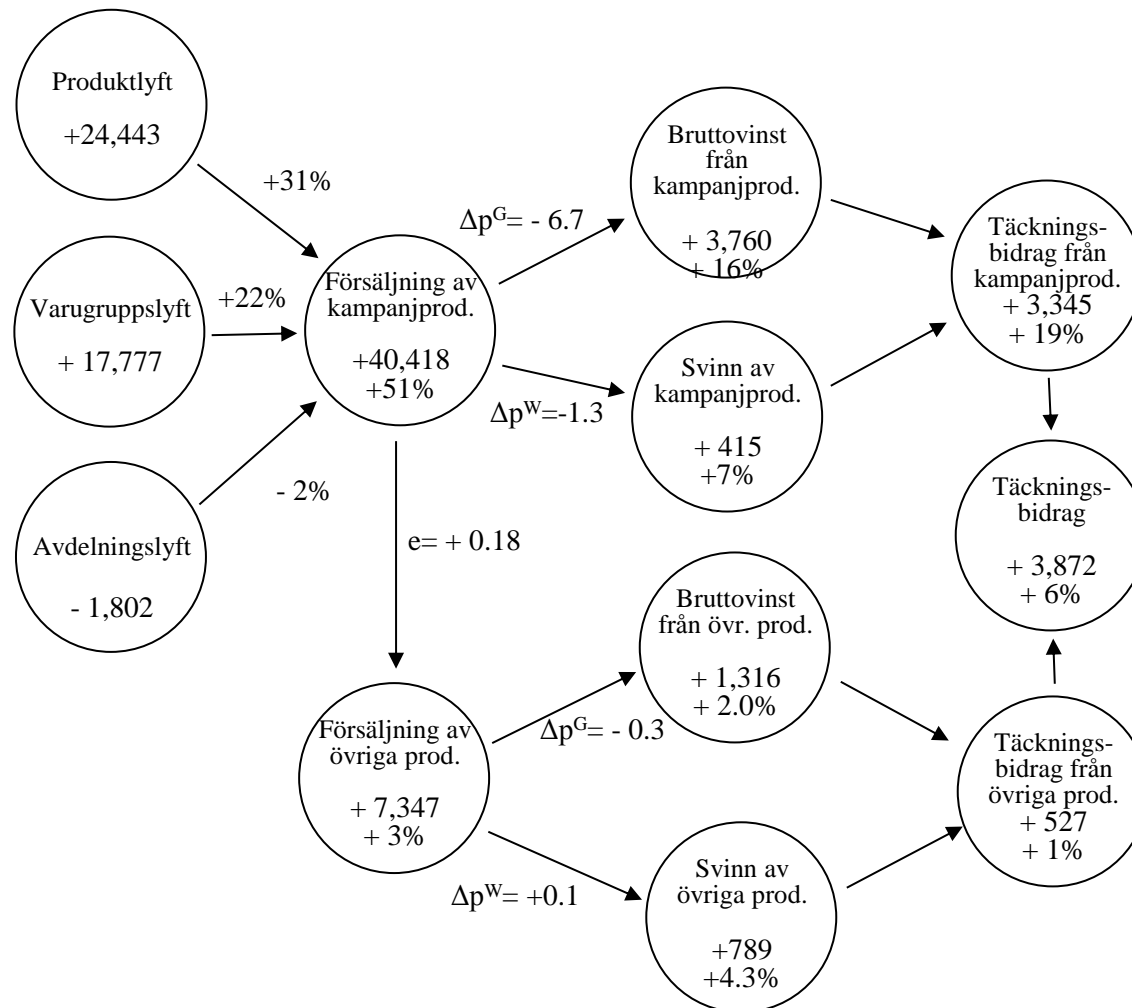 Produktlyft
+24,443
+31%
Varugruppslyft
+ 17,777
+22%
Avdelningslyft
- 1,802
- 2%
Försäljning av
kampanjprod.
+40,418
+51%
Δpᴳ= - 6.7
Δpᵂ=-1.3
e= + 0.18
Bruttovinst
från
kampanjprod.
+ 3,760
+ 16%
Svinn av
kampanjprod.
+ 415
+7%
Täcknings-
bidrag från
kampanjprod.
+ 3,345
+ 19%
Täcknings-
bidrag
+ 3,872
+ 6%
Försäljning av
övriga prod.
+ 7,347
+ 3%
Δpᴳ= - 0.3
Δpᵂ= +0.1
Bruttovinst
från övr. prod.
+ 1,316
+ 2.0%
Svinn av
övriga prod.
+789
+4.3%
Täcknings-
bidrag från
övriga prod.
+ 527
+ 1%